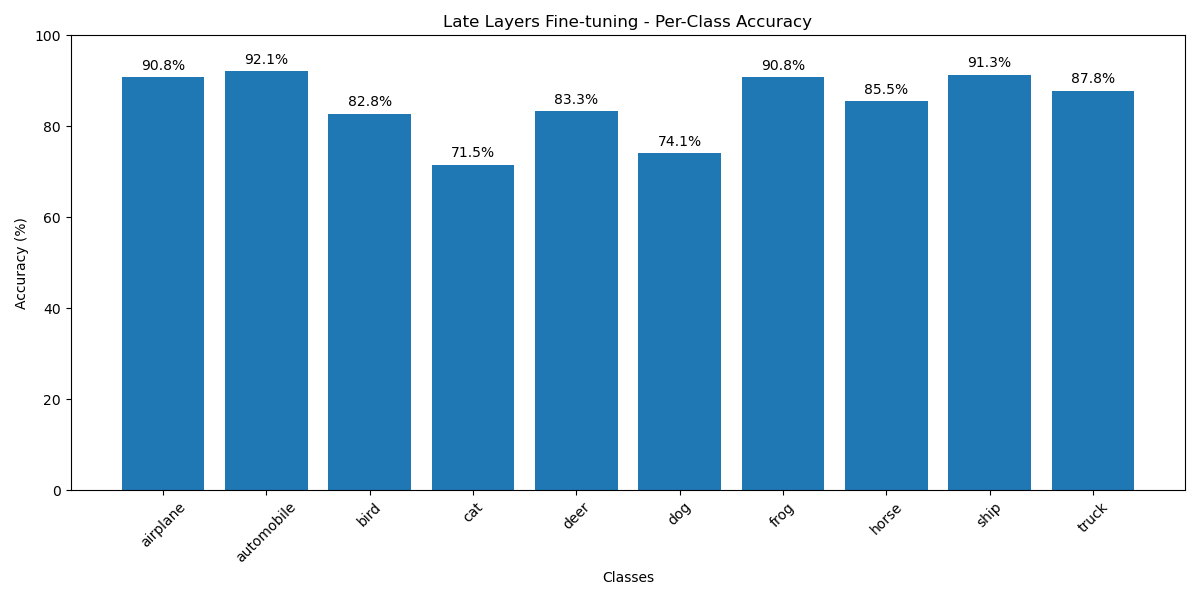 Late Layers Fine-tuning - Per-Class Accuracy
100
80
60
40
20
0
Accuracy (%)
90.8%
92.1%
82.8%
71.5%
83.3%
74.1%
90.8%
85.5%
91.3%
87.8%
airplane
automobile
bird
cat
deer
dog
frog
horse
ship
truck
Classes